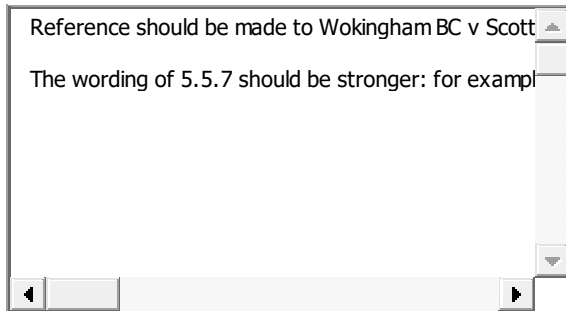 Reference should be made to Wokingham BC v Scott
The wording of 5.5.7 should be stronger: for exampl